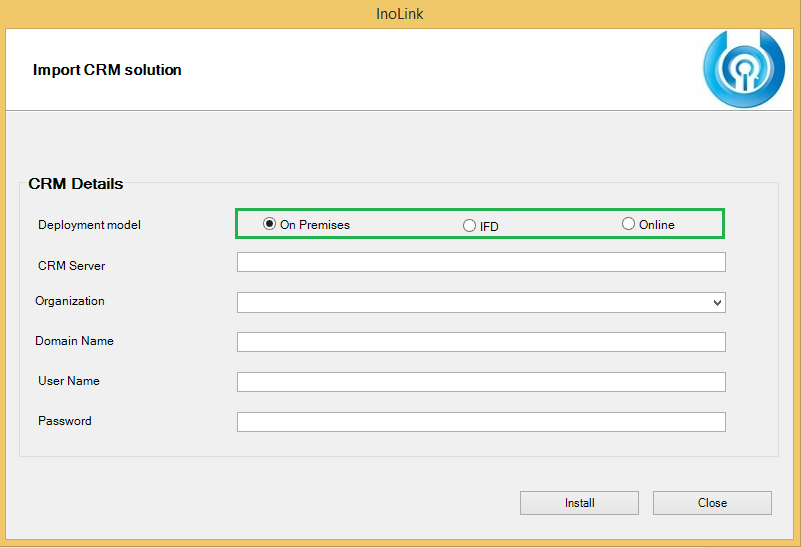 InoLink
Import CRM solution
CRM Details
Deployment model On Premises IFD Online
CRM Server
Organization
Domain Name
User Name
Password
Install Close